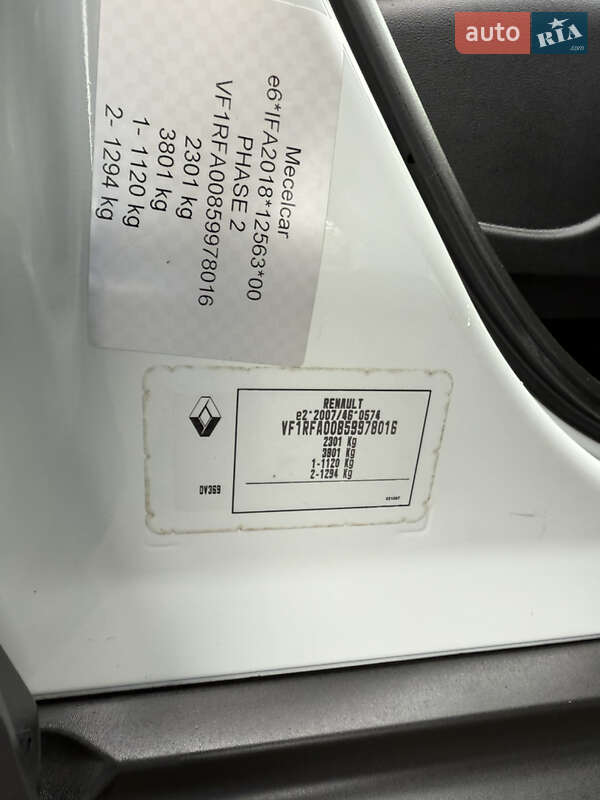 auto
RIA
.com
Mecelcar
e6*IFA2018*12563*00
PHASE 2
VF1RFA00859978016
2301 kg
3801 kg
1- 1120 kg
2- 1294 kg
RENAULT
e2*2007/46*0574
VF1RFA00859978016
2301 Kg
3801 Kg
1-1120 Kg
2-1294 Kg
DV369